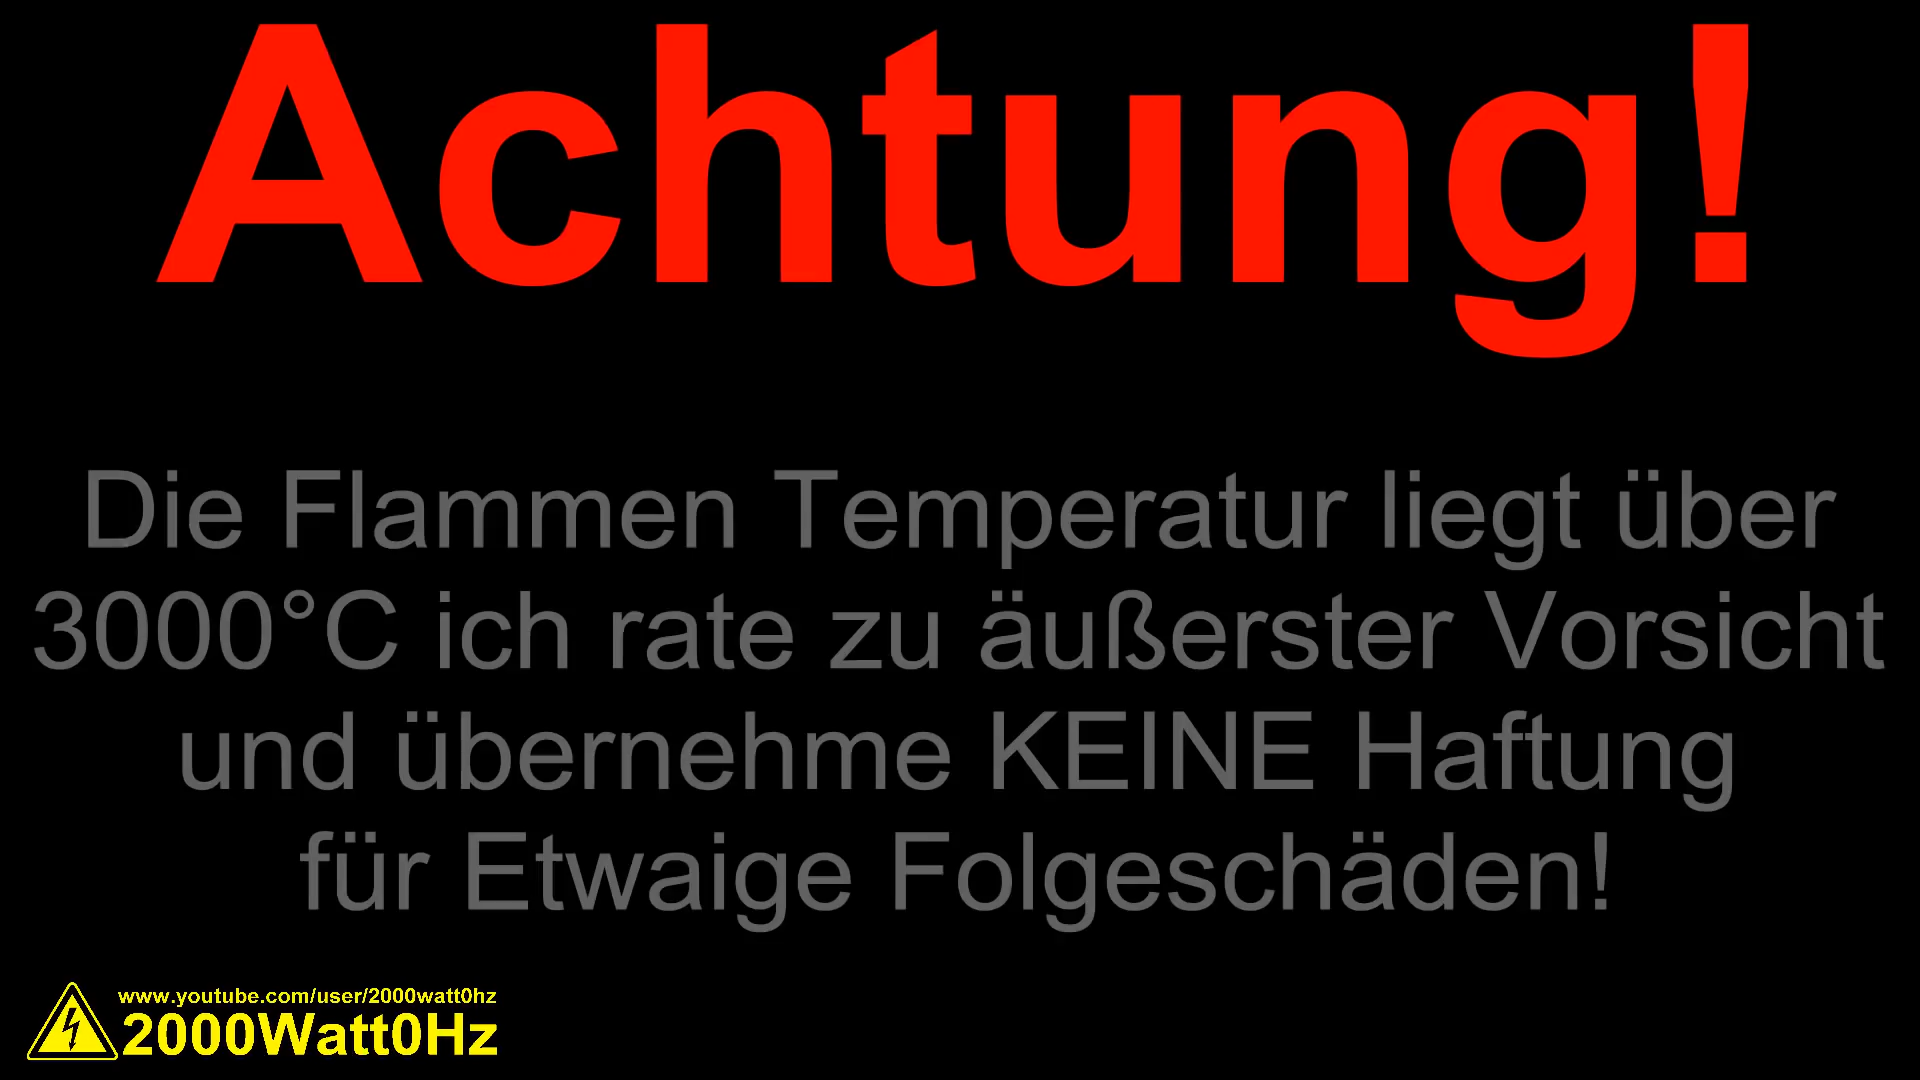 Achtung!
Die Flammen Temperatur liegt über
3000°C ich rate zu äußerster Vorsicht
und übernehme KEINE Haftung
für Etwaige Folgeschäden!
www.youtube.com/user/2000watt0hz
2000Watt0Hz